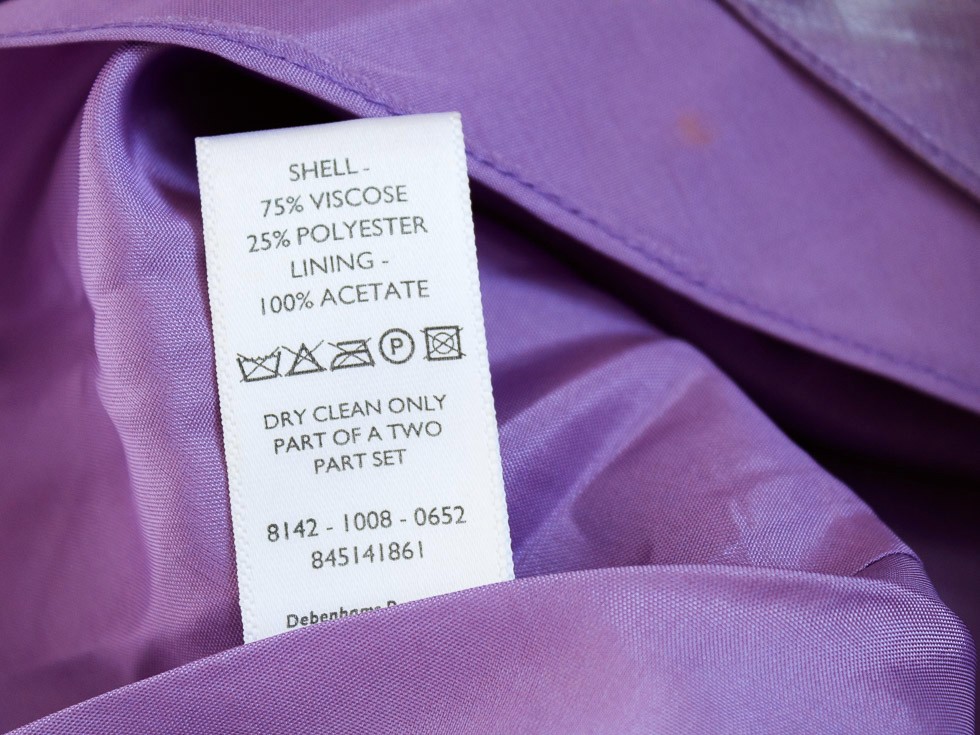 SHELL -
75% VISCOSE
25% POLYESTER
LINING -
100% ACETATE
P
DRY CLEAN ONLY
PART OF A TWO
PART SET
8142 - 1008 - 0652
845141861
Debenhams